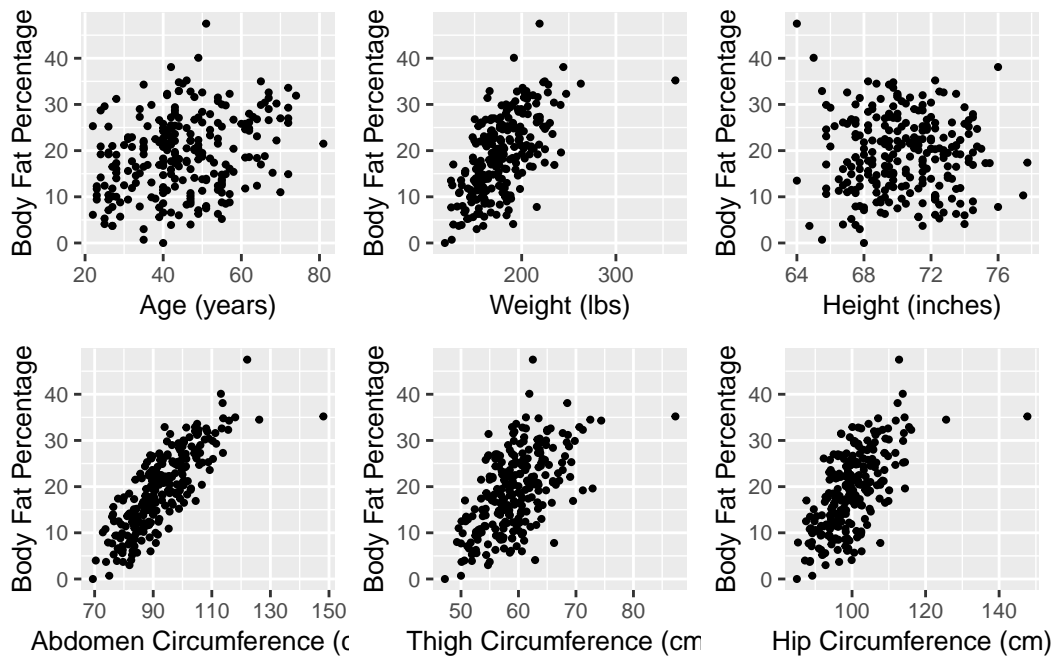 Body Fat Percentage
40
30
20
10
0
20 40 60 80
Age (years)
Body Fat Percentage
40
30
20
10
0
200 300
Weight (lbs)
Body Fat Percentage
40
30
20
10
0
64 68 72 76
Height (inches)
Body Fat Percentage
40
30
20
10
0
70 90 110 130 150
Abdomen Circumference (c
Body Fat Percentage
40
30
20
10
0
50 60 70 80
Thigh Circumference (cm
Body Fat Percentage
40
30
20
10
0
100 120 140
Hip Circumference (cm)